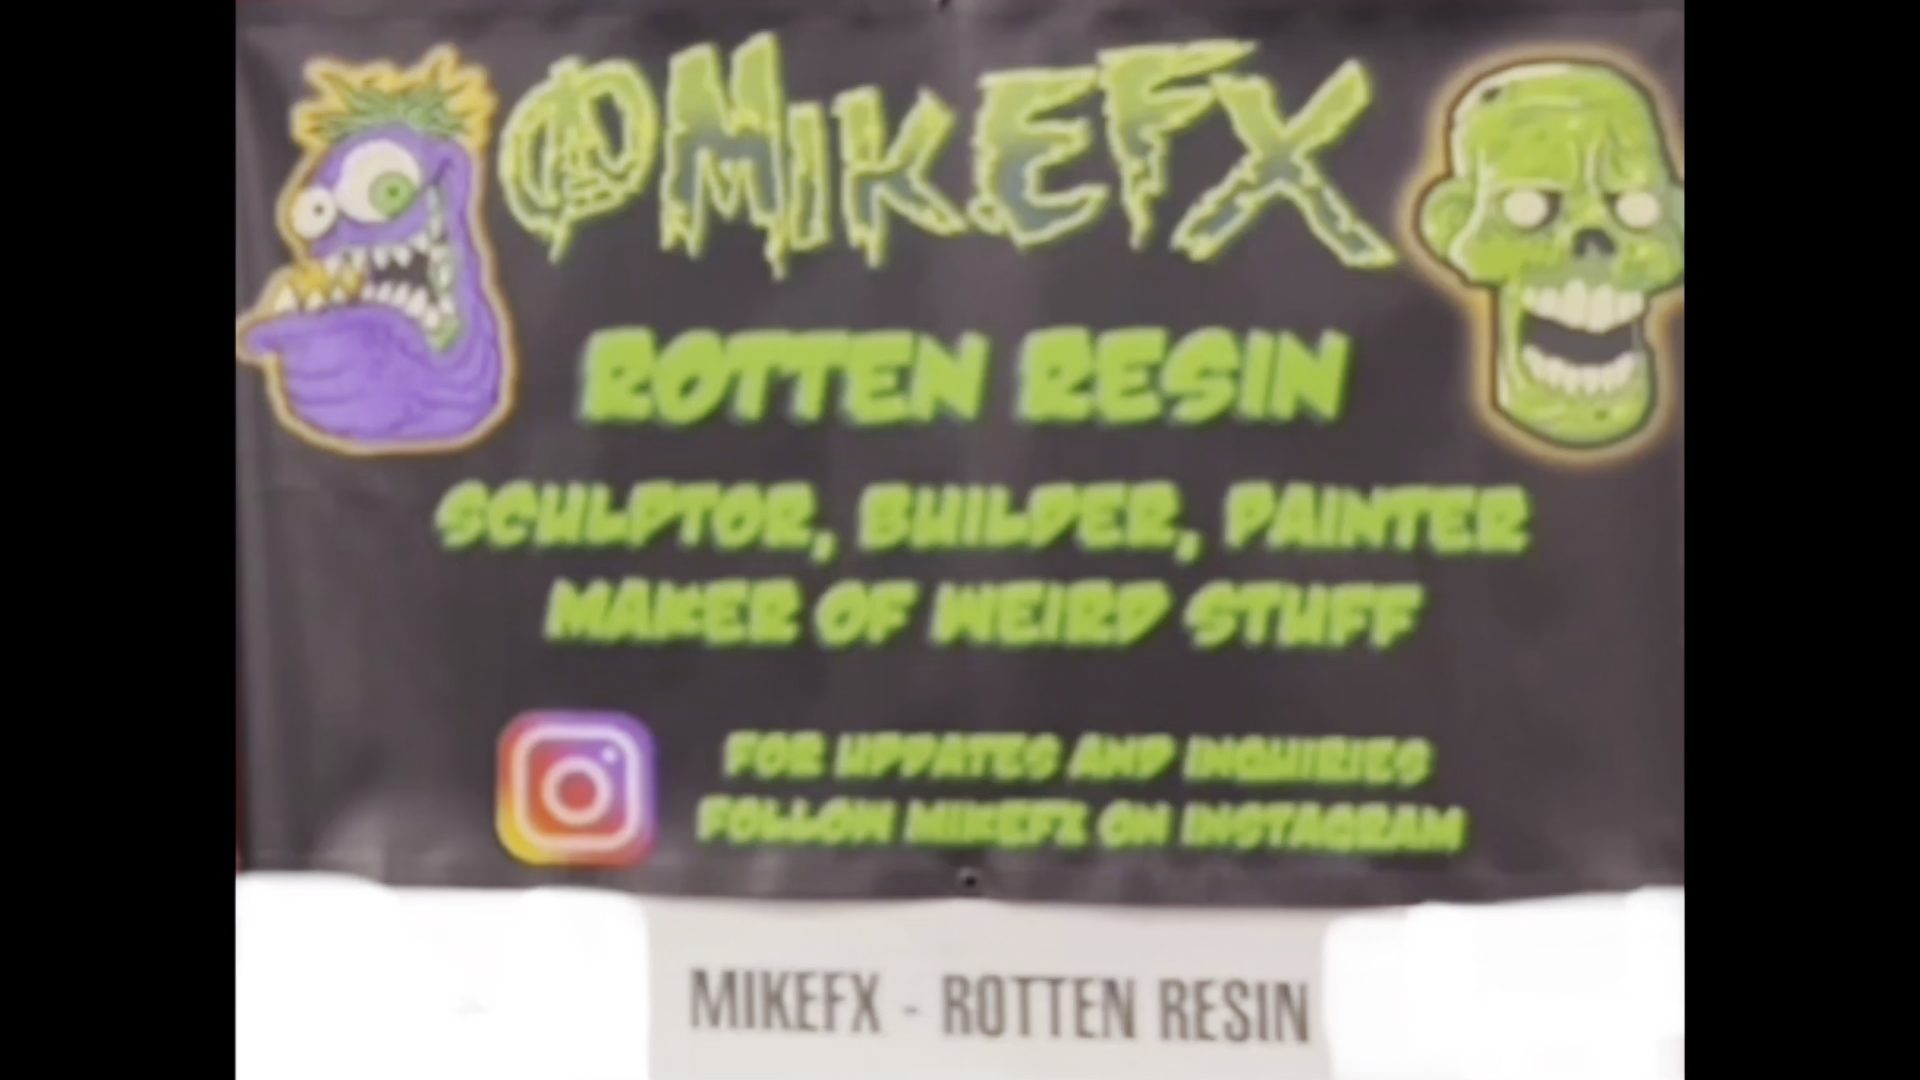 @MIKEFX
ROTTEN RESIN
SCULPTOR, BUILDER, PAINTER
MAKER OF WEIRD STUFF
FOR UPDATES AND INQUIRIES
FOLLOW MIKEFX ON INSTAGRAM
MIKEFX - ROTTEN RESIN